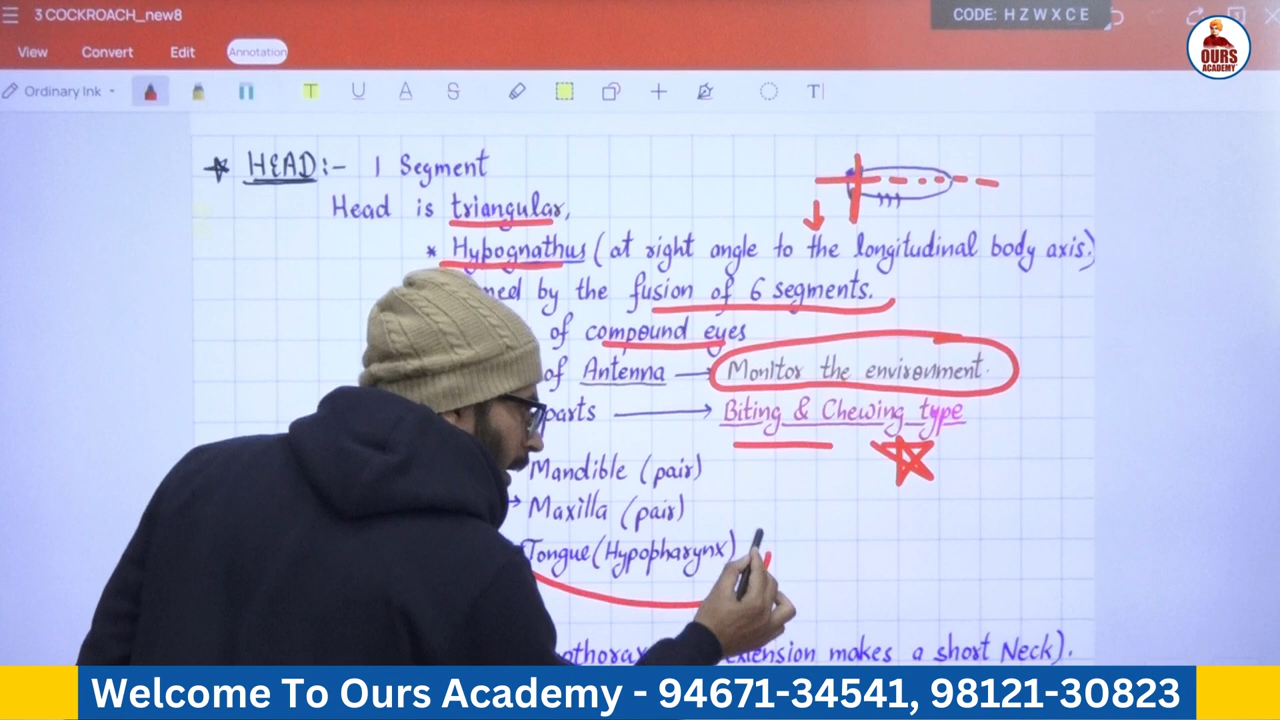 3 COCKROACH_new8
CODE: H Z W X C E
View Convert Edit Annotation
OURS
ACADEMY
Ordinary Ink
HEAD:- 1 Segment
Head is triangular,
* Hypognathus (at right angle to the longitudinal body axis.)
med by the fusion of 6 segments.
of compound eyes
of Antenna → Monitor the environment.
parts → Biting & Chewing type
Mandible (pair)
→ Maxilla (pair)
Tongue (Hypopharynx)
othorax extension makes a short Neck).
Welcome To Ours Academy - 94671-34541, 98121-30823